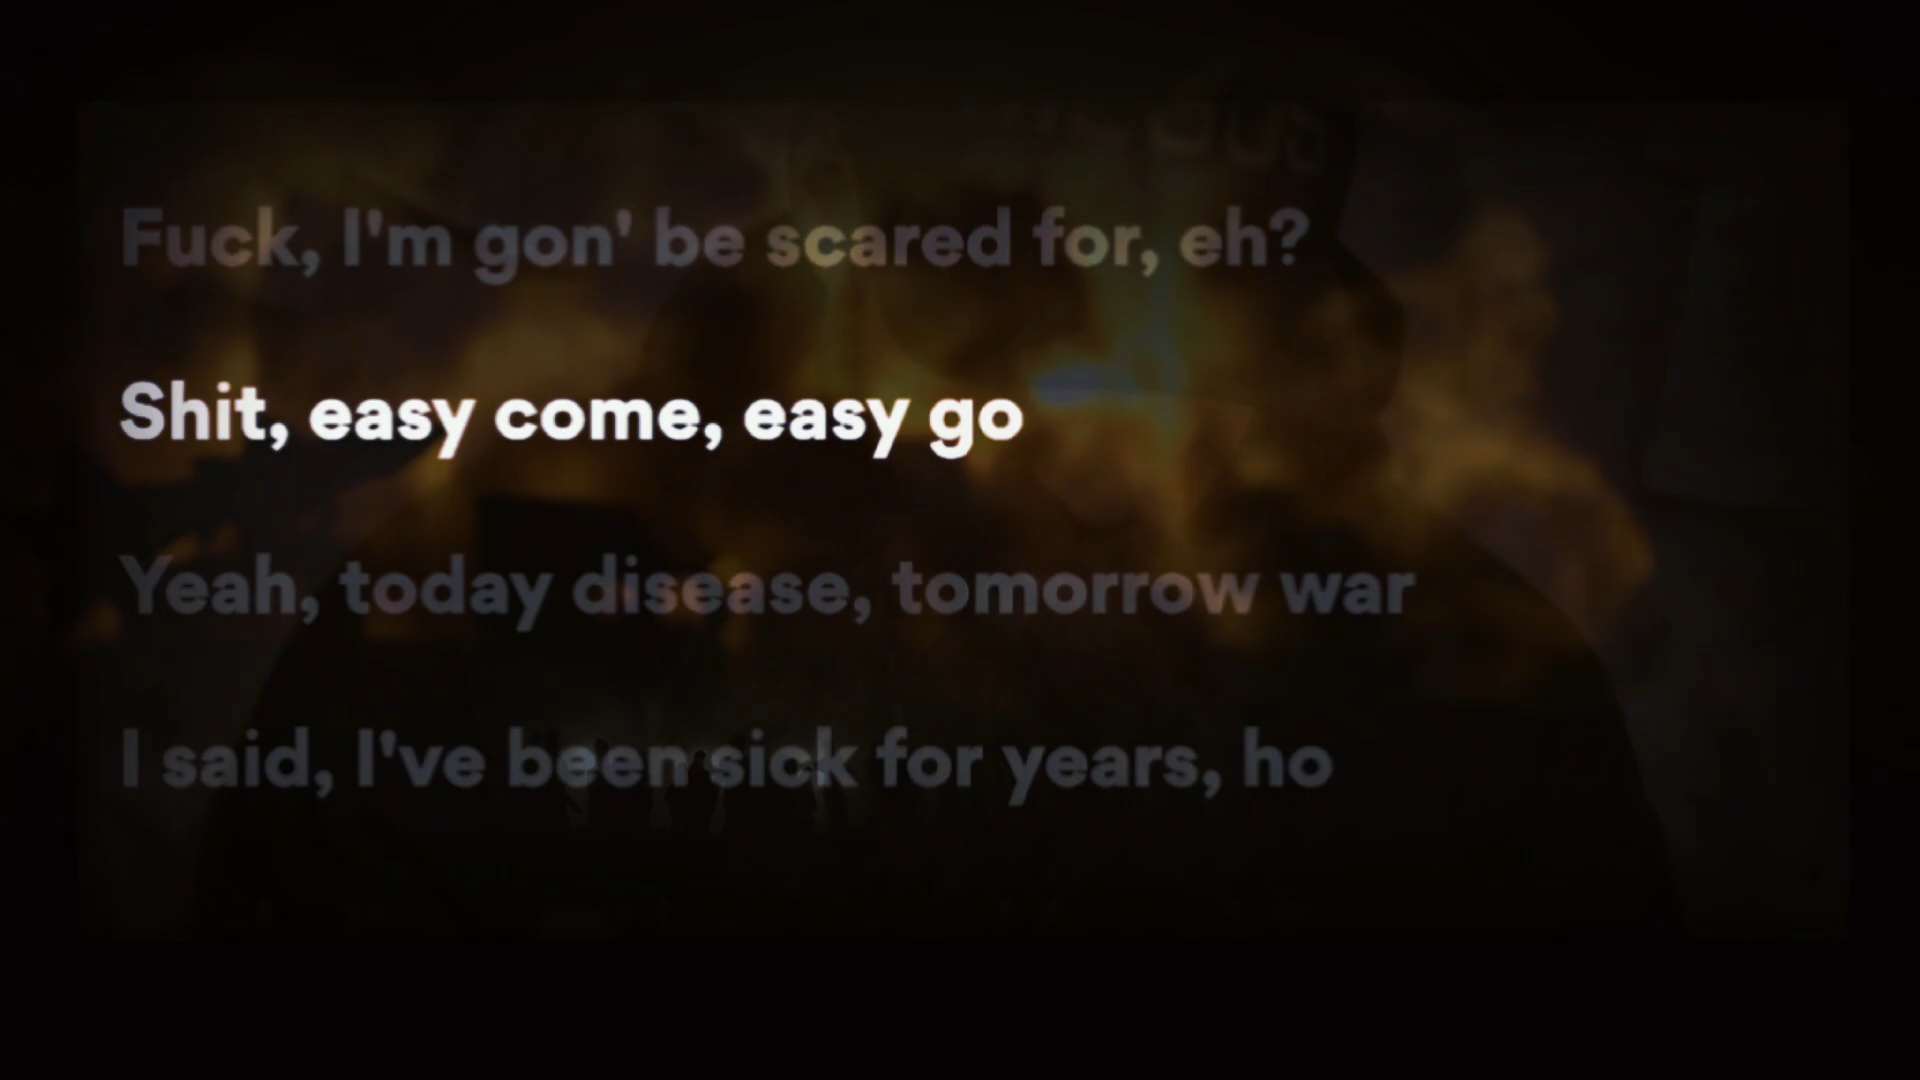 Fuck, I'm gon' be scared for, eh?
Shit, easy come, easy go
Yeah, today disease, tomorrow war
I said, I've been sick for years, ho